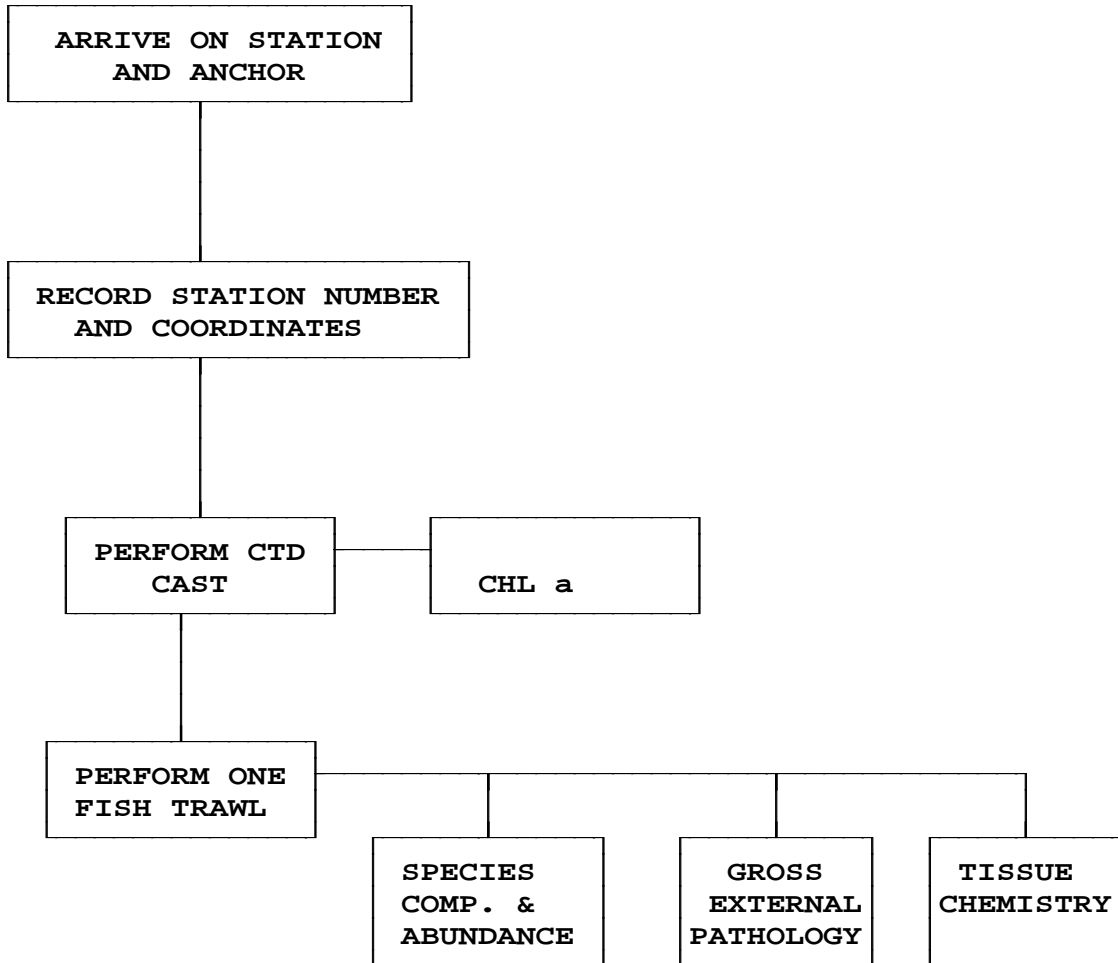 ARRIVE ON STATION
AND ANCHOR
RECORD STATION NUMBER
AND COORDINATES
PERFORM CTD
CAST
CHL a
PERFORM ONE
FISH TRAWL
SPECIES
COMP. &
ABUNDANCE
GROSS
EXTERNAL
PATHOLOGY
TISSUE
CHEMISTRY